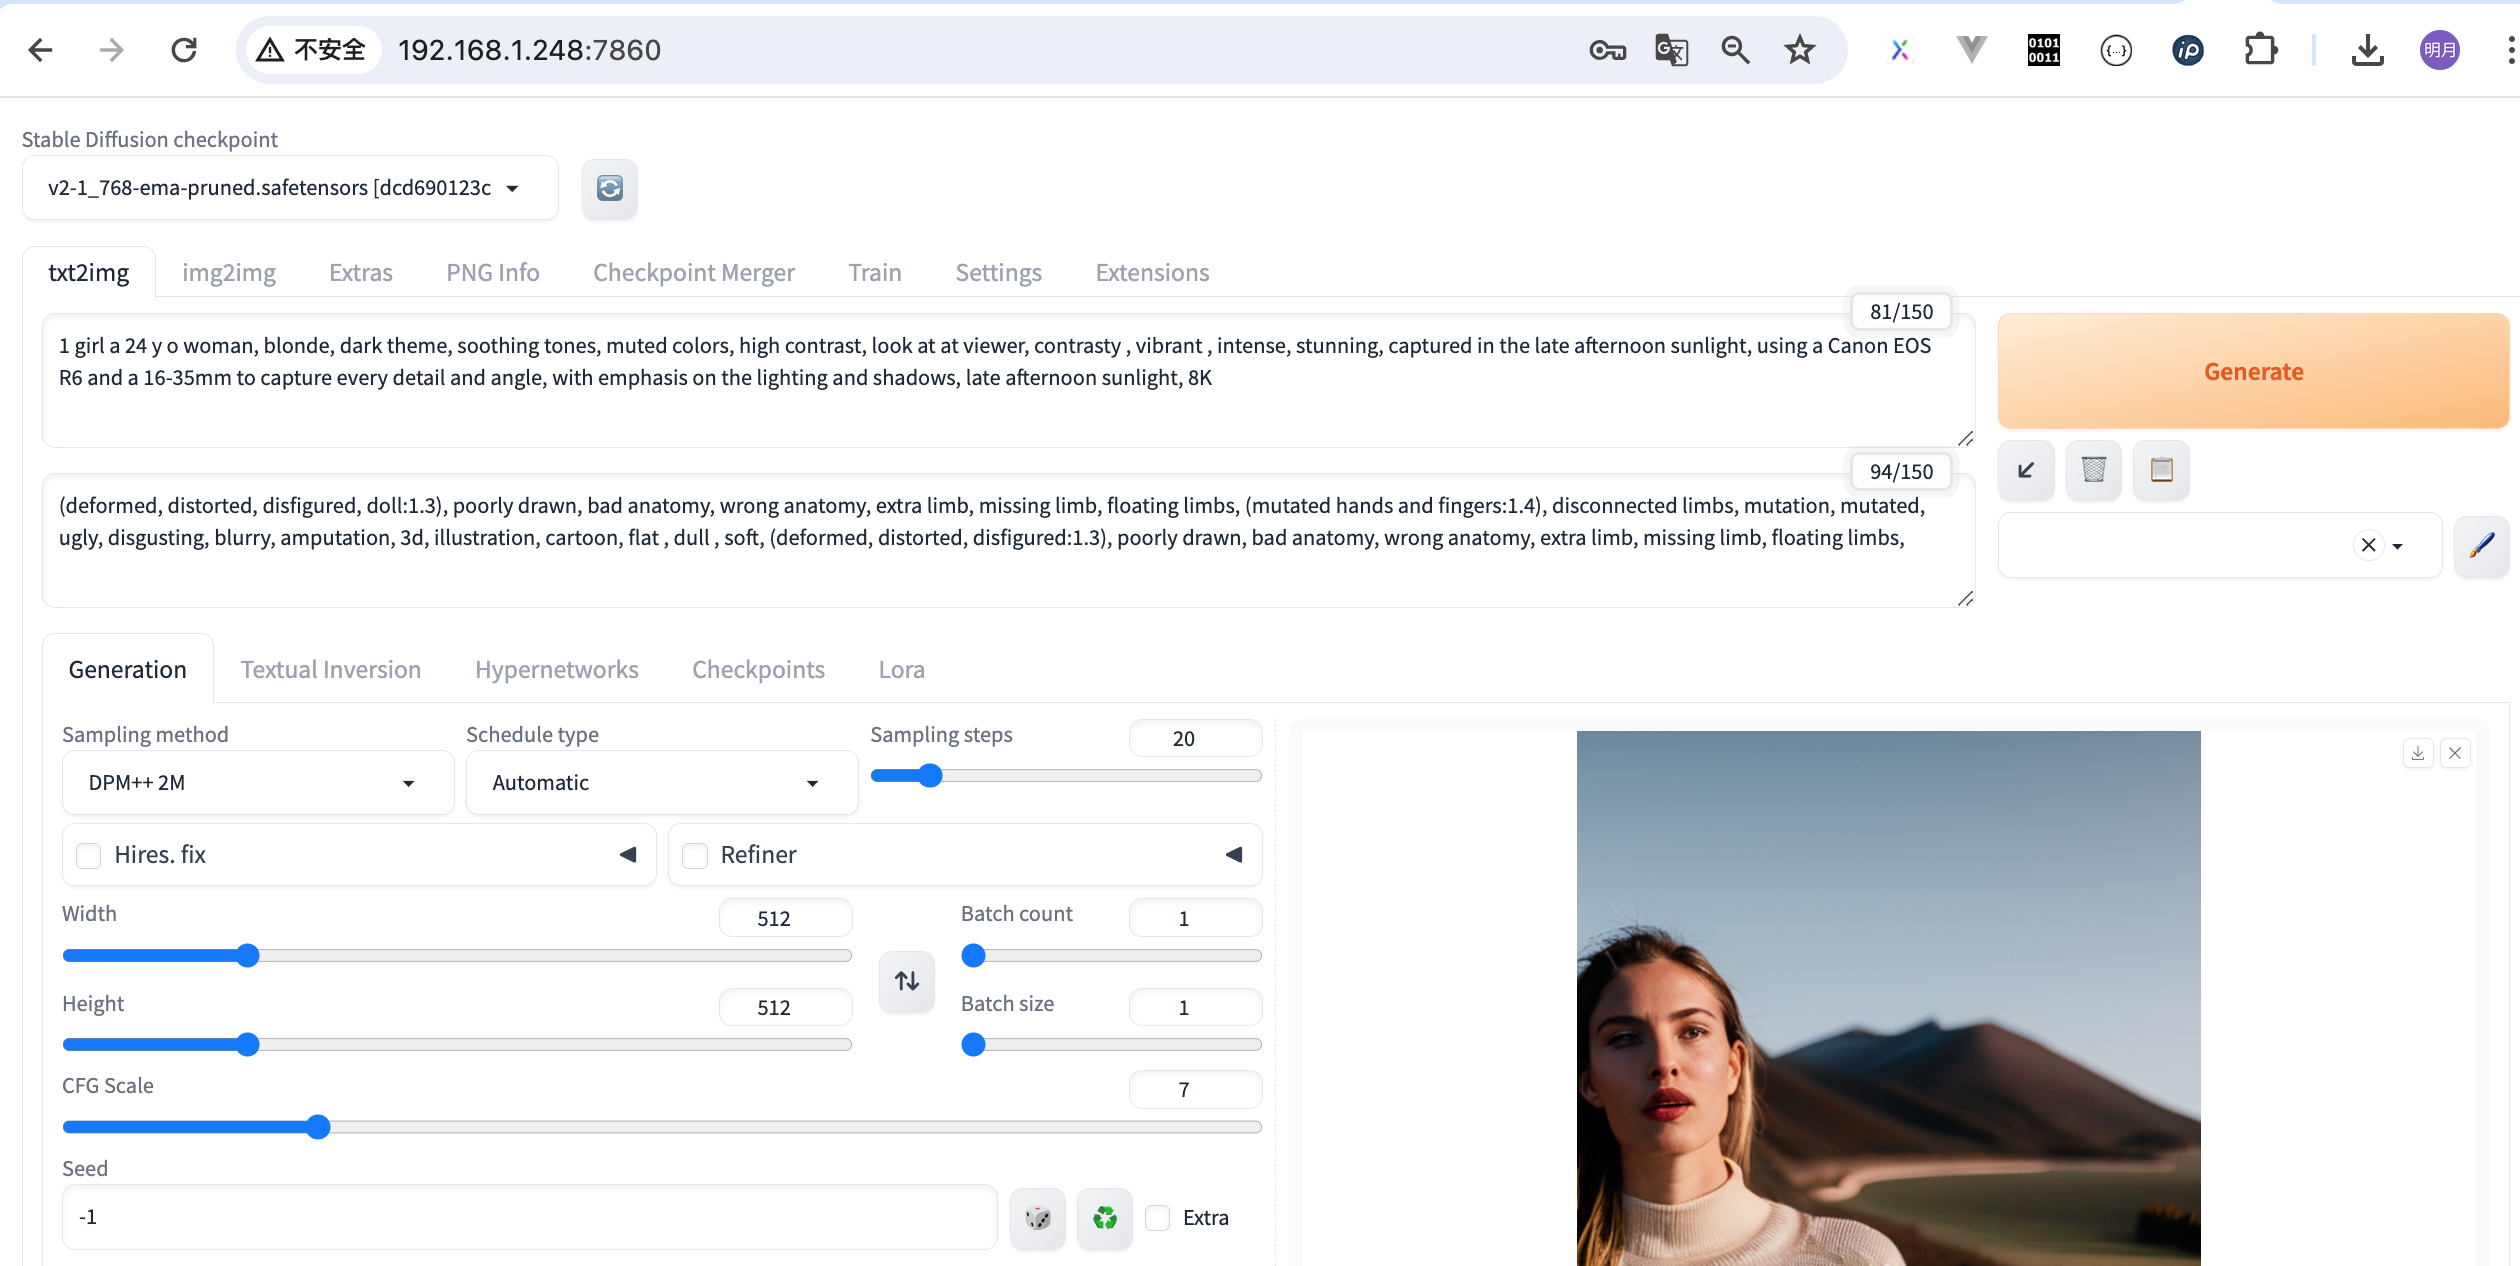 不安全 192.168.1.248:7860
0101
0011
{...}
ip
明月
Stable Diffusion checkpoint
v2-1_768-ema-pruned.safetensors [dcd690123c
txt2img img2img Extras PNG Info Checkpoint Merger Train Settings Extensions
81/150
1 girl a 24 y o woman, blonde, dark theme, soothing tones, muted colors, high contrast, look at at viewer, contrasty , vibrant , intense, stunning, captured in the late afternoon sunlight, using a Canon EOS
R6 and a 16-35mm to capture every detail and angle, with emphasis on the lighting and shadows, late afternoon sunlight, 8K
Generate
94/150
(deformed, distorted, disfigured, doll:1.3), poorly drawn, bad anatomy, wrong anatomy, extra limb, missing limb, floating limbs, (mutated hands and fingers:1.4), disconnected limbs, mutation, mutated,
ugly, disgusting, blurry, amputation, 3d, illustration, cartoon, flat , dull , soft, (deformed, distorted, disfigured:1.3), poorly drawn, bad anatomy, wrong anatomy, extra limb, missing limb, floating limbs,
Generation Textual Inversion Hypernetworks Checkpoints Lora
Sampling method Schedule type Sampling steps 20
DPM++ 2M Automatic
Hires. fix Refiner
Width 512 Batch count 1
Height 512 Batch size 1
CFG Scale 7
Seed
-1 Extra